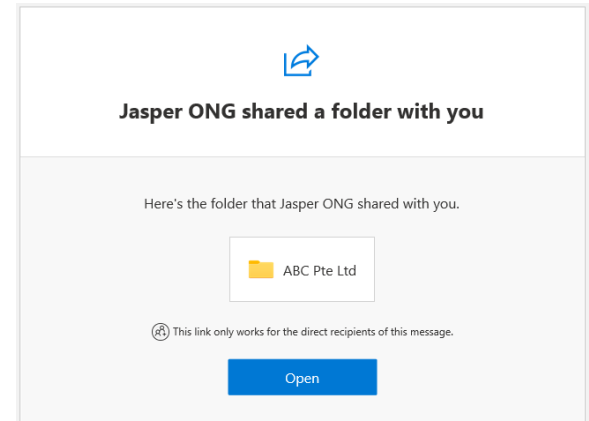 Jasper ONG shared a folder with you
Here's the folder that Jasper ONG shared with you.
ABC Pte Ltd
This link only works for the direct recipients of this message.
Open